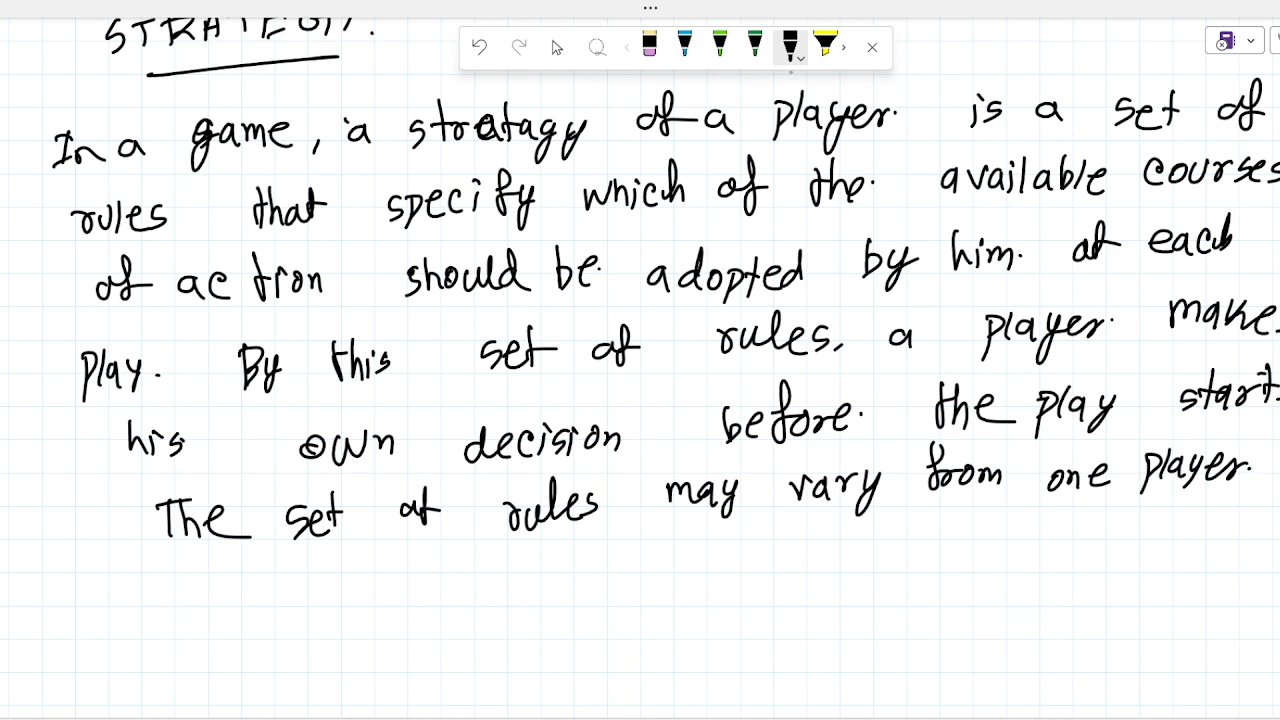 STRATEGY.
In a game, a stratagy of a player. is a set of
rules that specify which of the. available courses
of action should be. adopted by him. at each
play. By this set of rules, a player. make.
his own decision before. the play start.
The set of rules may vary from one player.